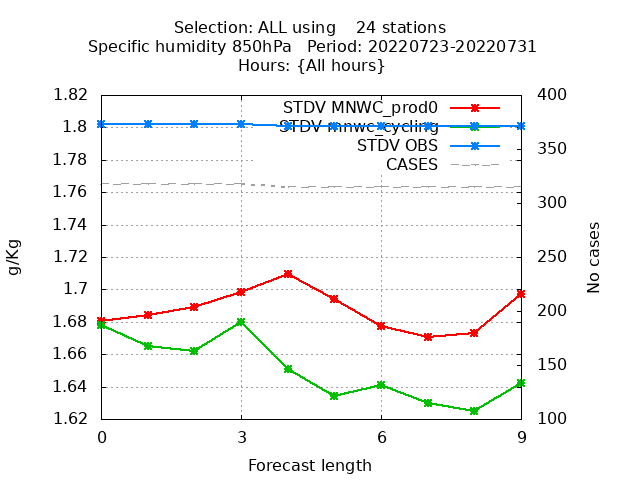 Selection: ALL using    24 stations
Specific humidity 850hPa   Period: 20220723-20220731
Hours: {All hours}
1.82
1.8
1.78
1.76
1.74
1.72
1.7
1.68
1.66
1.64
1.62
g/Kg
STDV MNWC_prod0
STDV mnwc_cycling
STDV OBS
CASES
400
350
300
250
200
150
100
No cases
0 3 6 9
Forecast length